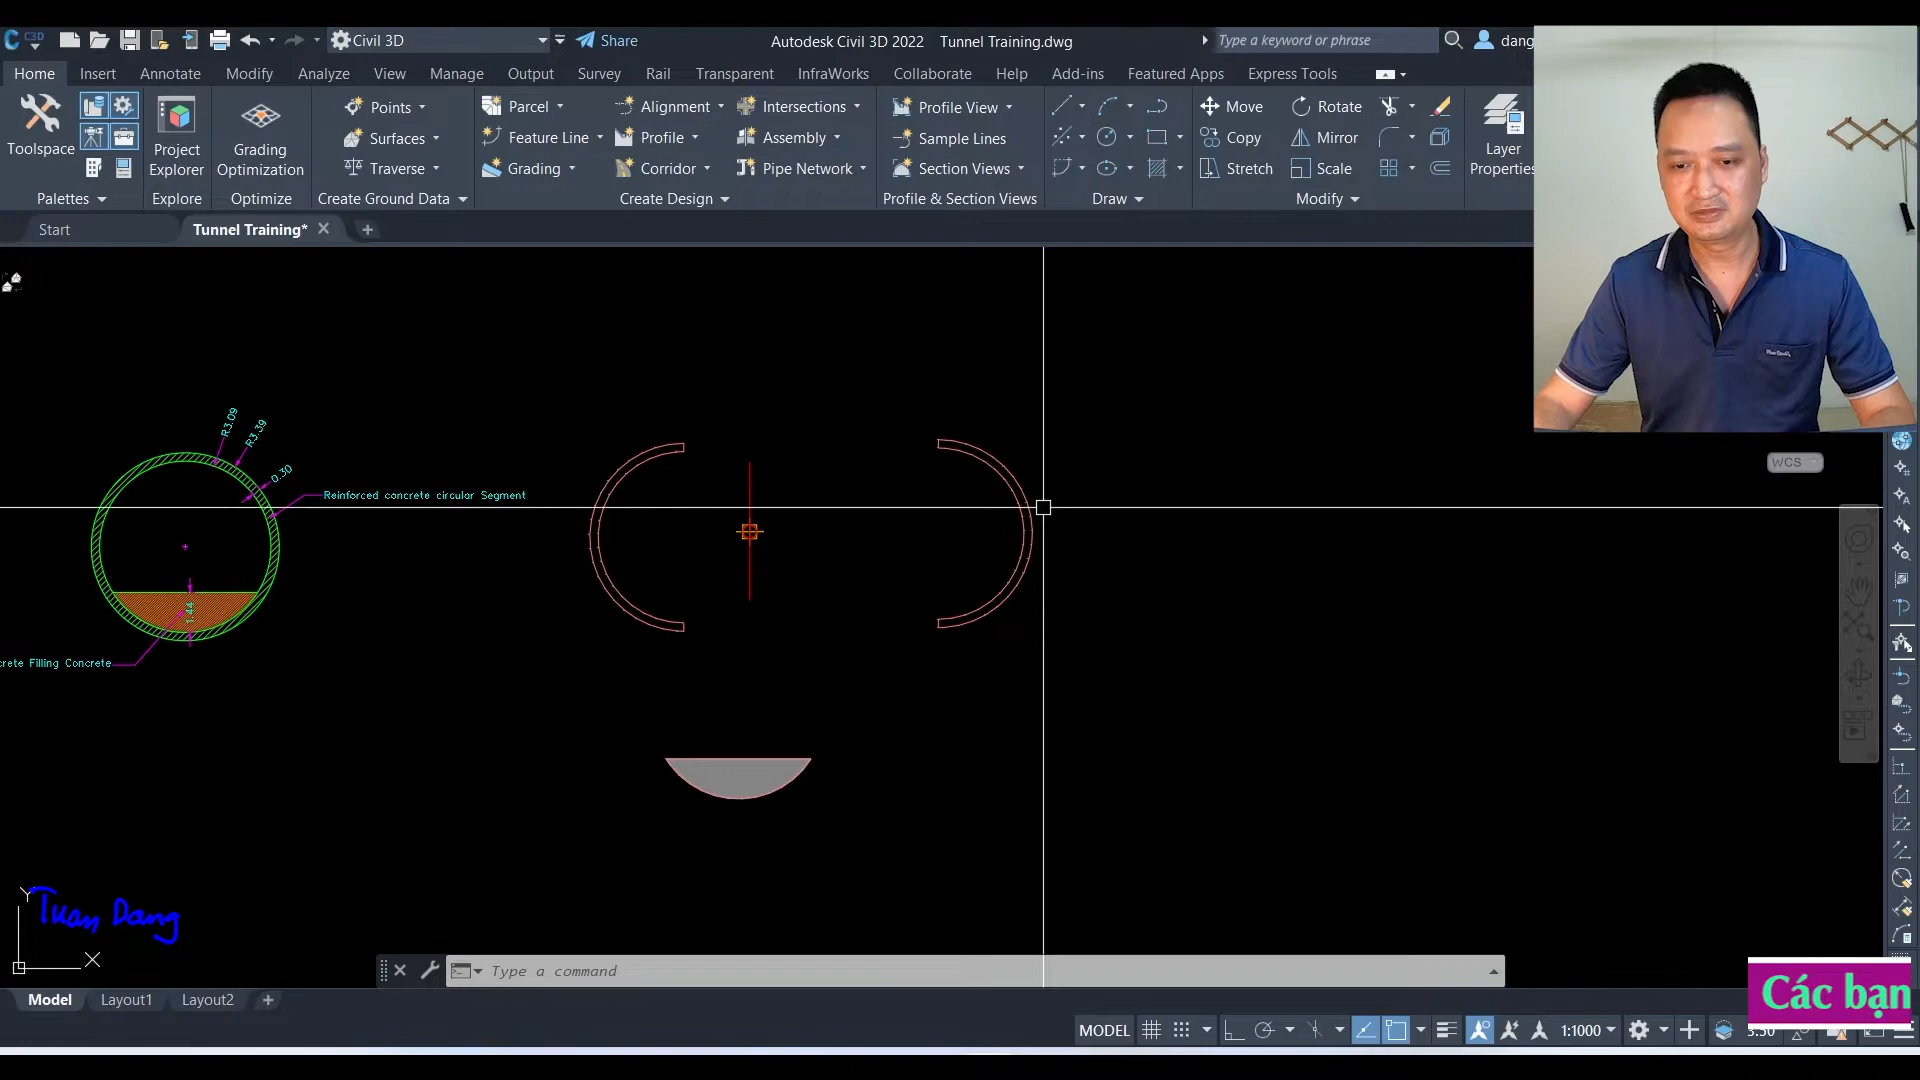 C3D
Civil 3D
Share
Autodesk Civil 3D 2022 Tunnel Training.dwg
Type a keyword or phrase
dang
Home Insert Annotate Modify Analyze View Manage Output Survey Rail Transparent InfraWorks Collaborate Help Add-ins Featured Apps Express Tools
Toolspace
Project Explorer
Grading Optimization
Points
Surfaces
Traverse
Parcel
Feature Line
Grading
Alignment
Profile
Corridor
Intersections
Assembly
Pipe Network
Profile View
Sample Lines
Section Views
Move
Copy
Stretch
Rotate
Mirror
Scale
Layer
Properties
Palettes Explore Optimize Create Ground Data Create Design Profile & Section Views Draw Modify
Start
Tunnel Training*
R3.09
R3.39
0.30
Reinforced concrete circular Segment
1.44
crete Filling Concrete
WCS
Y
Tuan Dang
X
Type a command
Model Layout1 Layout2
Các bạn
MODEL
1:1000
3.50